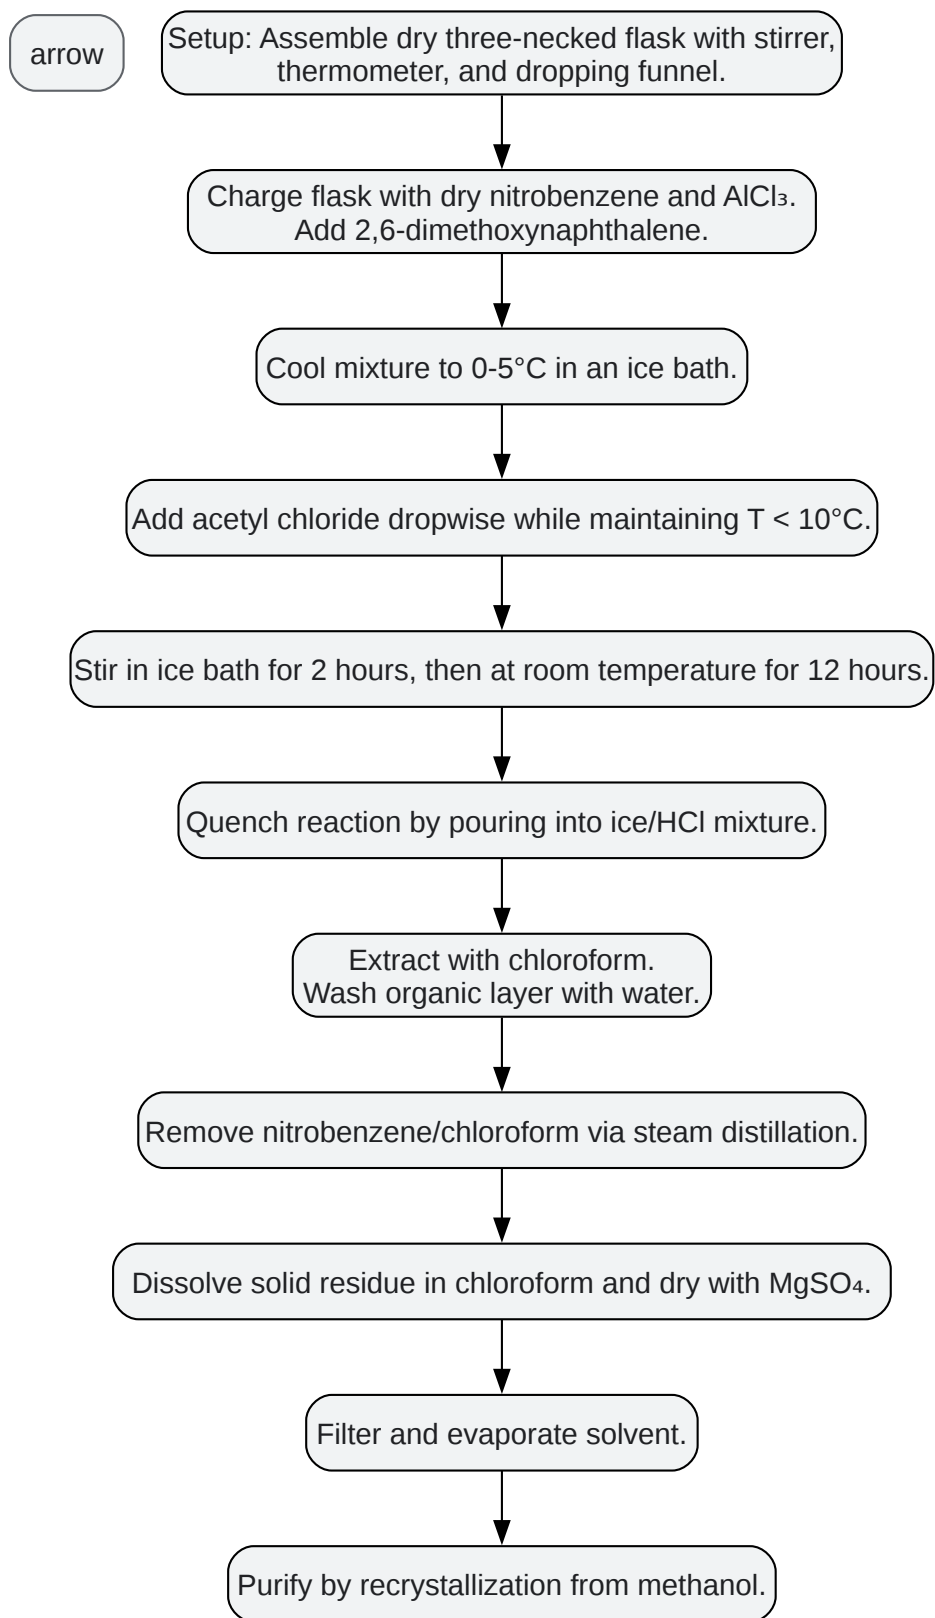 arrow
Setup: Assemble dry three-necked flask with stirrer,
thermometer, and dropping funnel.
Charge flask with dry nitrobenzene and AlCl₃.
Add 2,6-dimethoxynaphthalene.
Cool mixture to 0-5°C in an ice bath.
Add acetyl chloride dropwise while maintaining T < 10°C.
Stir in ice bath for 2 hours, then at room temperature for 12 hours.
Quench reaction by pouring into ice/HCl mixture.
Extract with chloroform.
Wash organic layer with water.
Remove nitrobenzene/chloroform via steam distillation.
Dissolve solid residue in chloroform and dry with MgSO₄.
Filter and evaporate solvent.
Purify by recrystallization from methanol.